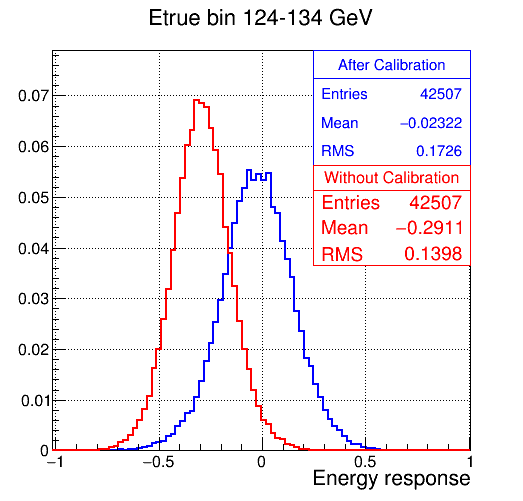 Etrue bin 124-134 GeV
After Calibration
Entries 42507
Mean −0.02322
RMS 0.1726
Without Calibration
Entries 42507
Mean −0.2911
RMS 0.1398
0.07
0.06
0.05
0.04
0.03
0.02
0.01
0
−1 −0.5 0 0.5 1
Energy response